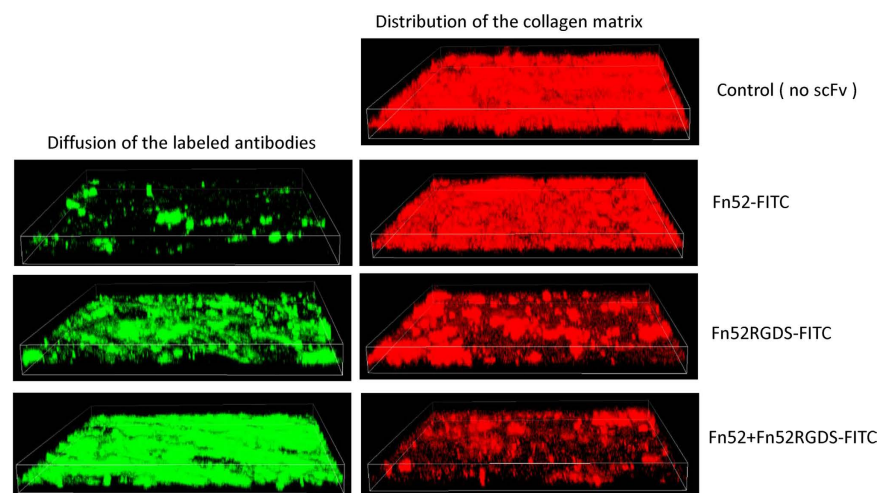 Distribution of the collagen matrix
Control ( no scFv )
Diffusion of the labeled antibodies
Fn52-FITC
Fn52RGDS-FITC
Fn52+Fn52RGDS-FITC